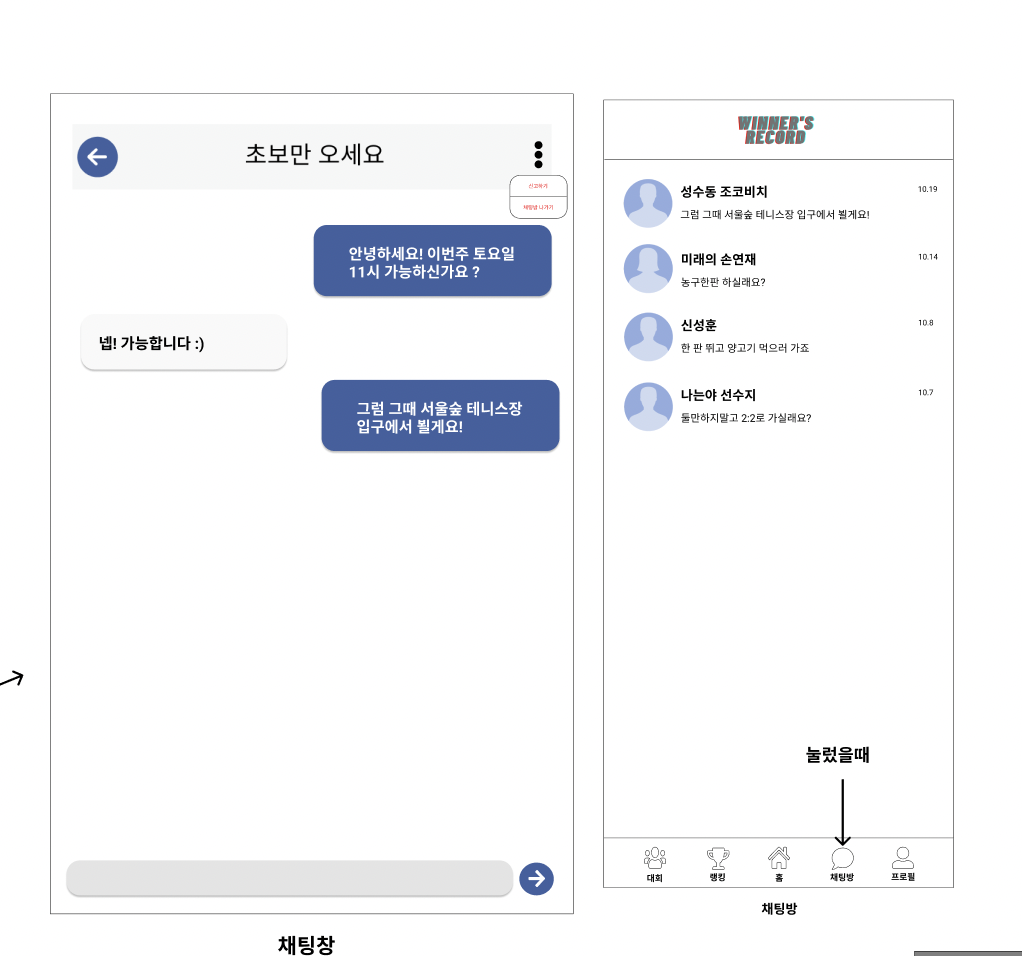 초보만 오세요
신고하기
채팅방 나가기
안녕하세요! 이번주 토요일
11시 가능하신가요 ?
넵! 가능합니다 :)
그럼 그때 서울숲 테니스장
입구에서 뵐게요!
채팅창
WINNER'S
RECORD
성수동 조코비치
10.19
그럼 그때 서울숲 테니스장 입구에서 뵐게요!
미래의 손연재
10.14
농구한판 하실래요?
신성훈
10.8
한 판 뛰고 양고기 먹으러 가죠
나는야 선수지
10.7
둘만하지말고 2:2로 가실래요?
눌렀을때
대회
랭킹
홈
채팅방
프로필
채팅방